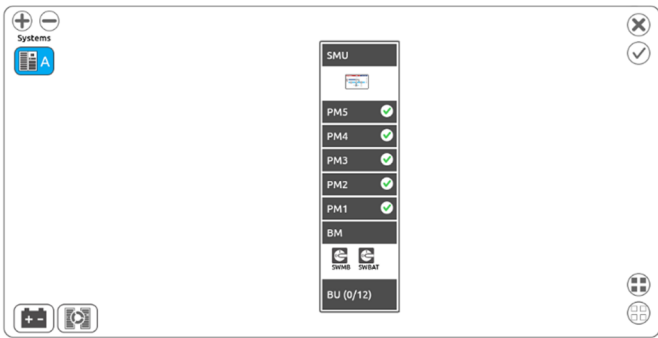 Systems
A
SMU
PM5
PM4
PM3
PM2
PM1
BM
SWMB SWBAT
BU (0/12)